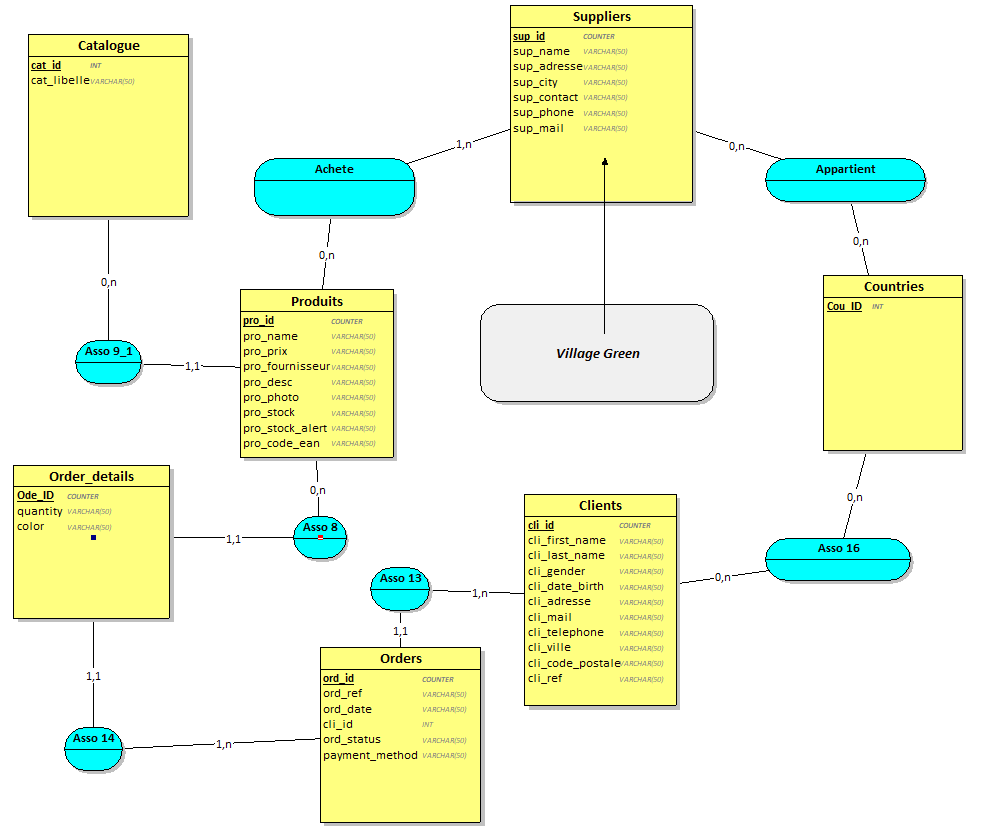 Suppliers
sup_id COUNTER
sup_name VARCHAR(50)
sup_adresse VARCHAR(50)
sup_city VARCHAR(50)
sup_contact VARCHAR(50)
sup_phone VARCHAR(50)
sup_mail VARCHAR(50)
Catalogue
cat_id INT
cat_libelle VARCHAR(50)
1,n
0,n
Achete
Appartient
0,n
0,n
0,n
Countries
Cou_ID INT
Produits
pro_id COUNTER
pro_name VARCHAR(50)
pro_prix VARCHAR(50)
pro_fournisseur VARCHAR(50)
pro_desc VARCHAR(50)
pro_photo VARCHAR(50)
pro_stock VARCHAR(50)
pro_stock_alert VARCHAR(50)
pro_code_ean VARCHAR(50)
Village Green
Asso 9_1
1,1
Order_details
Ode_ID COUNTER
quantity VARCHAR(50)
color VARCHAR(50)
0,n
0,n
Asso 8
1,1
Clients
cli_id COUNTER
cli_first_name VARCHAR(50)
cli_last_name VARCHAR(50)
cli_gender VARCHAR(50)
cli_date_birth VARCHAR(50)
cli_adresse VARCHAR(50)
cli_mail VARCHAR(50)
cli_telephone VARCHAR(50)
cli_ville VARCHAR(50)
cli_code_postale VARCHAR(50)
cli_ref VARCHAR(50)
Asso 16
0,n
Asso 13
1,n
1,1
Orders
ord_id COUNTER
ord_ref VARCHAR(50)
ord_date VARCHAR(50)
cli_id INT
ord_status VARCHAR(50)
payment_method VARCHAR(50)
1,1
Asso 14
1,n